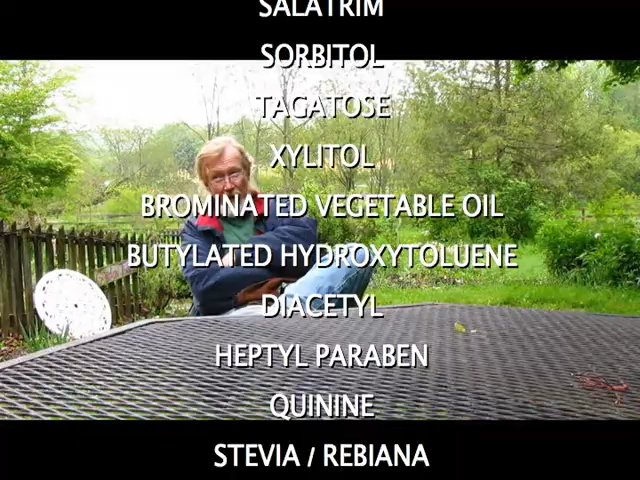 SALATRIM
SORBITOL
TAGATOSE
XYLITOL
BROMINATED VEGETABLE OIL
BUTYLATED HYDROXYTOLUENE
DIACETYL
HEPTYL PARABEN
QUININE
STEVIA / REBIANA